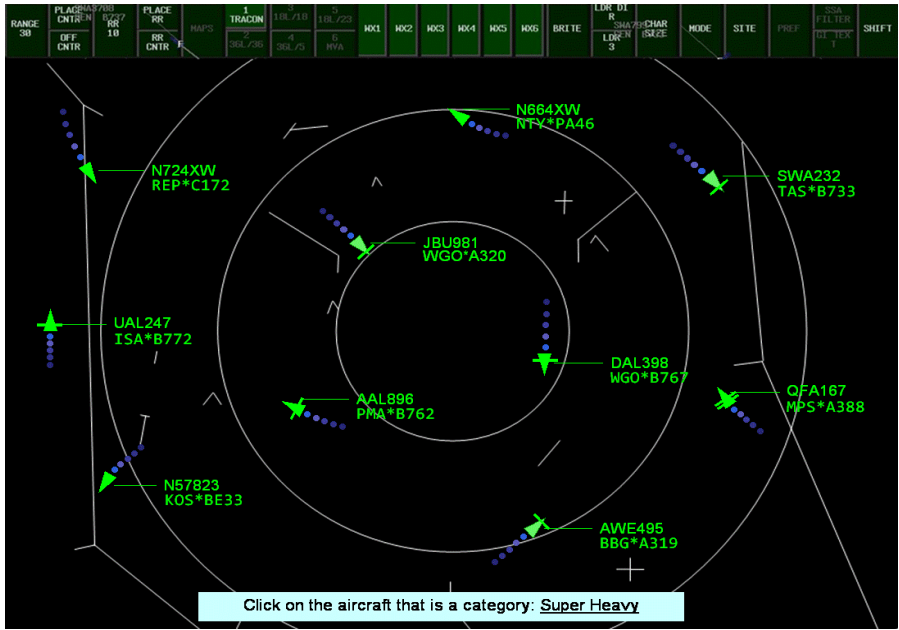 RANGE 30
PLACE CNTR
OFF CNTR
RR 10
PLACE RR
RR CNTR
MAPS
1 TRACON
2 36L/36
3 18L/18
4 36L/5
5 18L/23
6 MVA
WX1 WX2 WX3 WX4 WX5 WX6
BRITE
LDR DI R
LDR 3
CHAR SIZE
MODE
SITE
PREF
SSA FILTER
GI TEX T
SHIFT
N664XW
NTY*PA46
N724XW
REP*C172
SWA232
TAS*B733
JBU981
WGO*A320
UAL247
ISA*B772
DAL398
WGO*B767
AAL896
PMA*B762
QFA167
MPS*A388
N57823
KOS*BE33
AWE495
BBG*A319
Click on the aircraft that is a category: Super Heavy